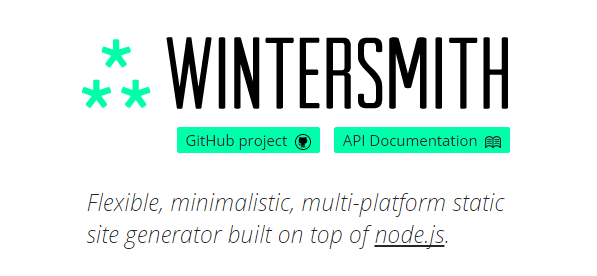 WINTERSMITH
GitHub project API Documentation
Flexible, minimalistic, multi-platform static
site generator built on top of node.js.